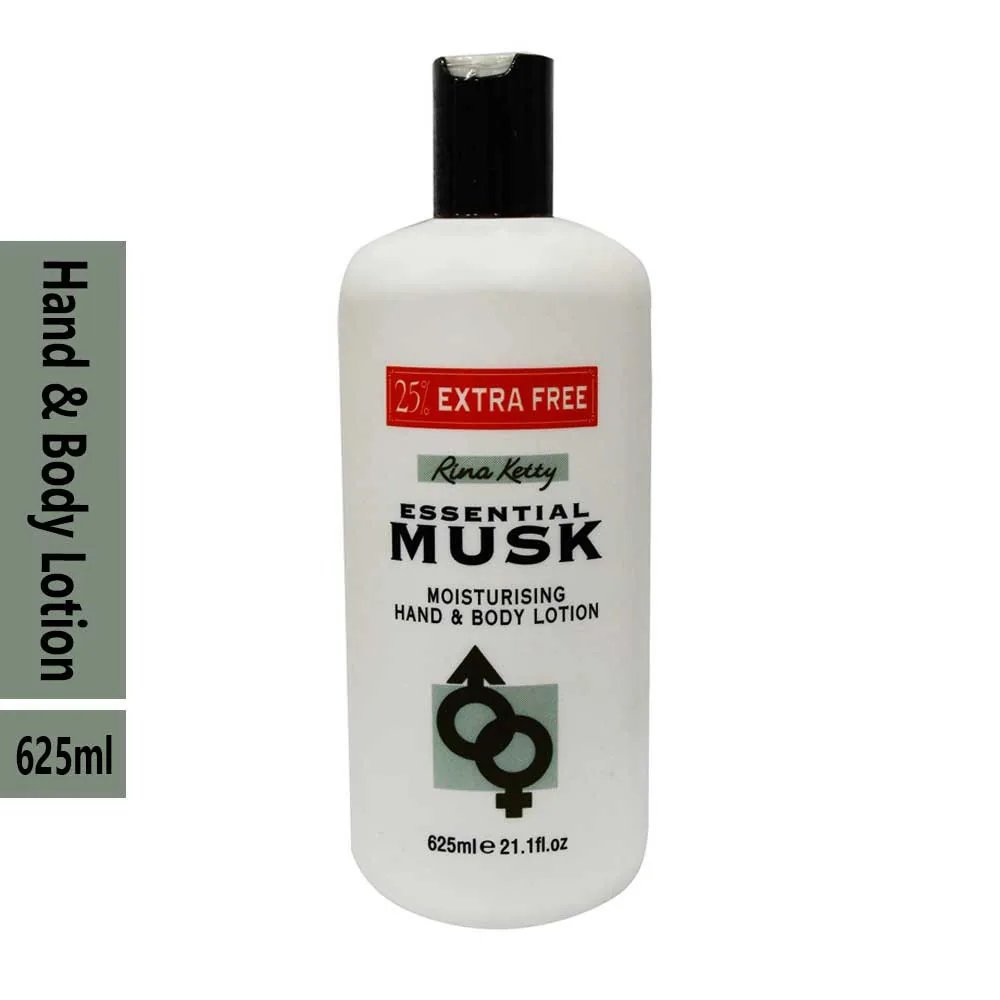 Hand & Body Lotion
625ml
25% EXTRA FREE
Rina Ketty
ESSENTIAL
MUSK
MOISTURISING
HAND & BODY LOTION
625ml e 21.1fl.oz